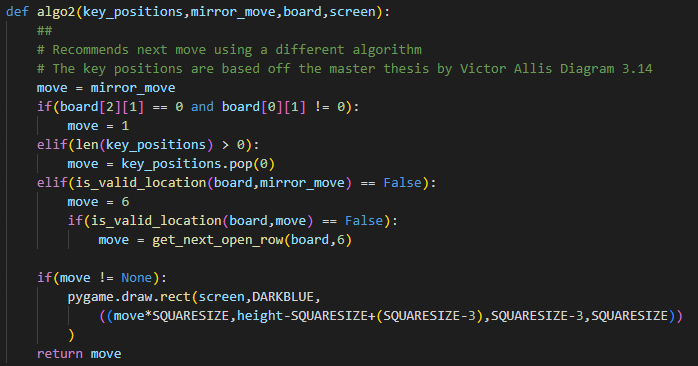 def algo2(key_positions,mirror_move,board,screen):
    ##
    # Recommends next move using a different algorithm
    # The key positions are based off the master thesis by Victor Allis Diagram 3.14
    move = mirror_move
    if(board[2][1] == 0 and board[0][1] != 0):
        move = 1
    elif(len(key_positions) > 0):
        move = key_positions.pop(0)
    elif(is_valid_location(board,mirror_move) == False):
        move = 6
        if(is_valid_location(board,move) == False):
            move = get_next_open_row(board,6)

    if(move != None):
        pygame.draw.rect(screen,DARKBLUE,
            ((move*SQUARESIZE,height-SQUARESIZE+(SQUARESIZE-3),SQUARESIZE-3,SQUARESIZE))
            )
    return move